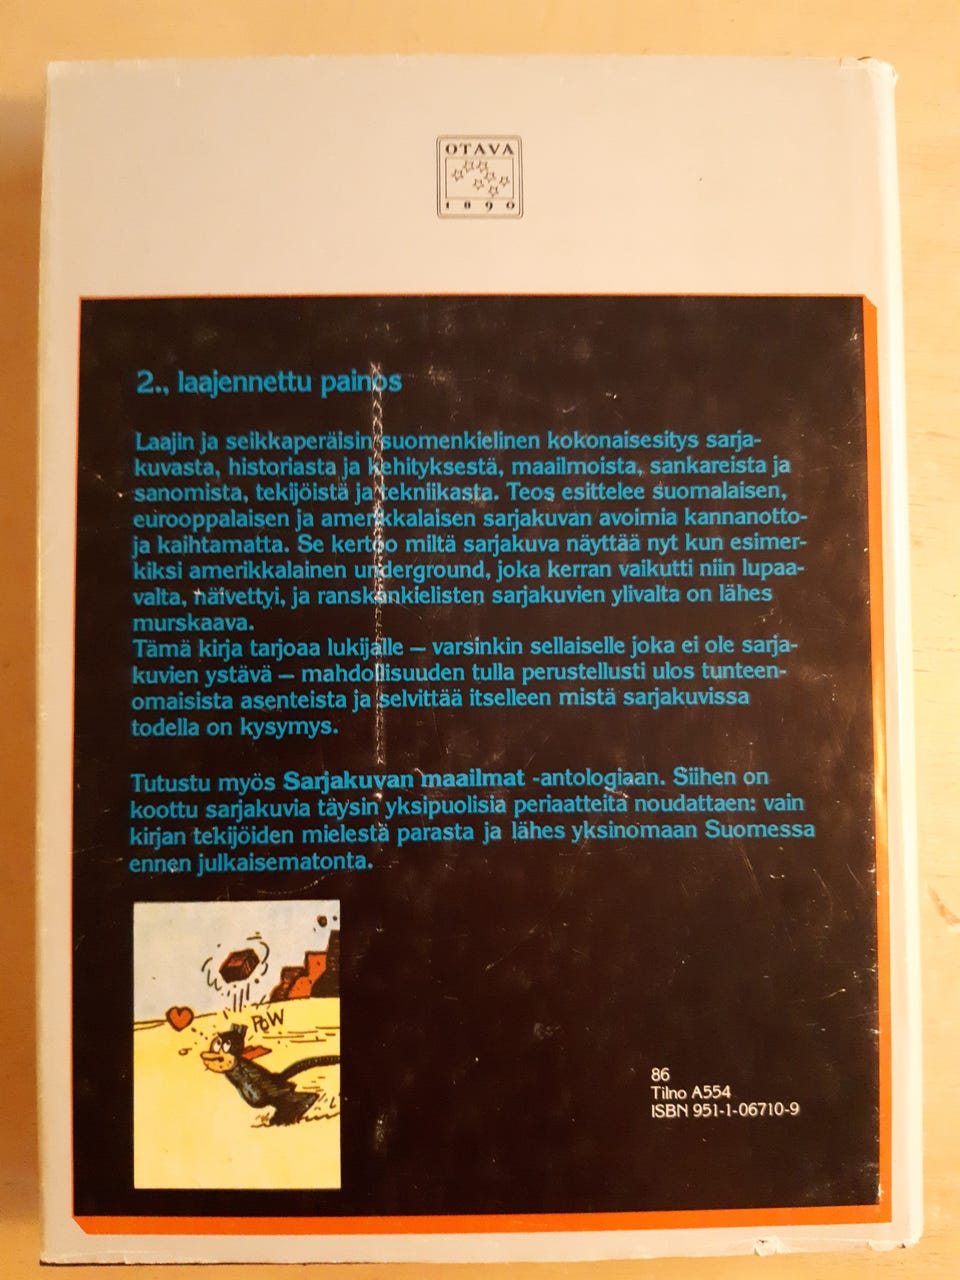 OTAVA
1890
2., laajennettu painos
Laajin ja seikkaperäisin suomenkielinen kokonaisesitys sarja-
kuvasta, historiasta ja kehityksestä, maailmoista, sankareista ja
sanomista, tekijöistä ja tekniikasta. Teos esittelee suomalaisen,
eurooppalaisen ja amerikkalaisen sarjakuvan avoimia kannanotto-
ja kaihtamatta. Se kertoo miltä sarjakuva näyttää nyt kun esimer-
kiksi amerikkalainen underground, joka kerran vaikutti niin lupaa-
valta, näivettyi, ja ranskankielisten sarjakuvien ylivalta on lähes
murskaava.
Tämä kirja tarjoaa lukijalle – varsinkin sellaiselle joka ei ole sarja-
kuvien ystävä – mahdollisuuden tulla perustellusti ulos tunteen-
omaisista asenteista ja selvittää itselleen mistä sarjakuvissa
todella on kysymys.
Tutustu myös Sarjakuvan maailmat -antologiaan. Siihen on
koottu sarjakuvia täysin yksipuolisia periaatteita noudattaen: vain
kirjan tekijöiden mielestä parasta ja lähes yksinomaan Suomessa
ennen julkaisematonta.
POW
86
Tilno A554
ISBN 951-1-06710-9